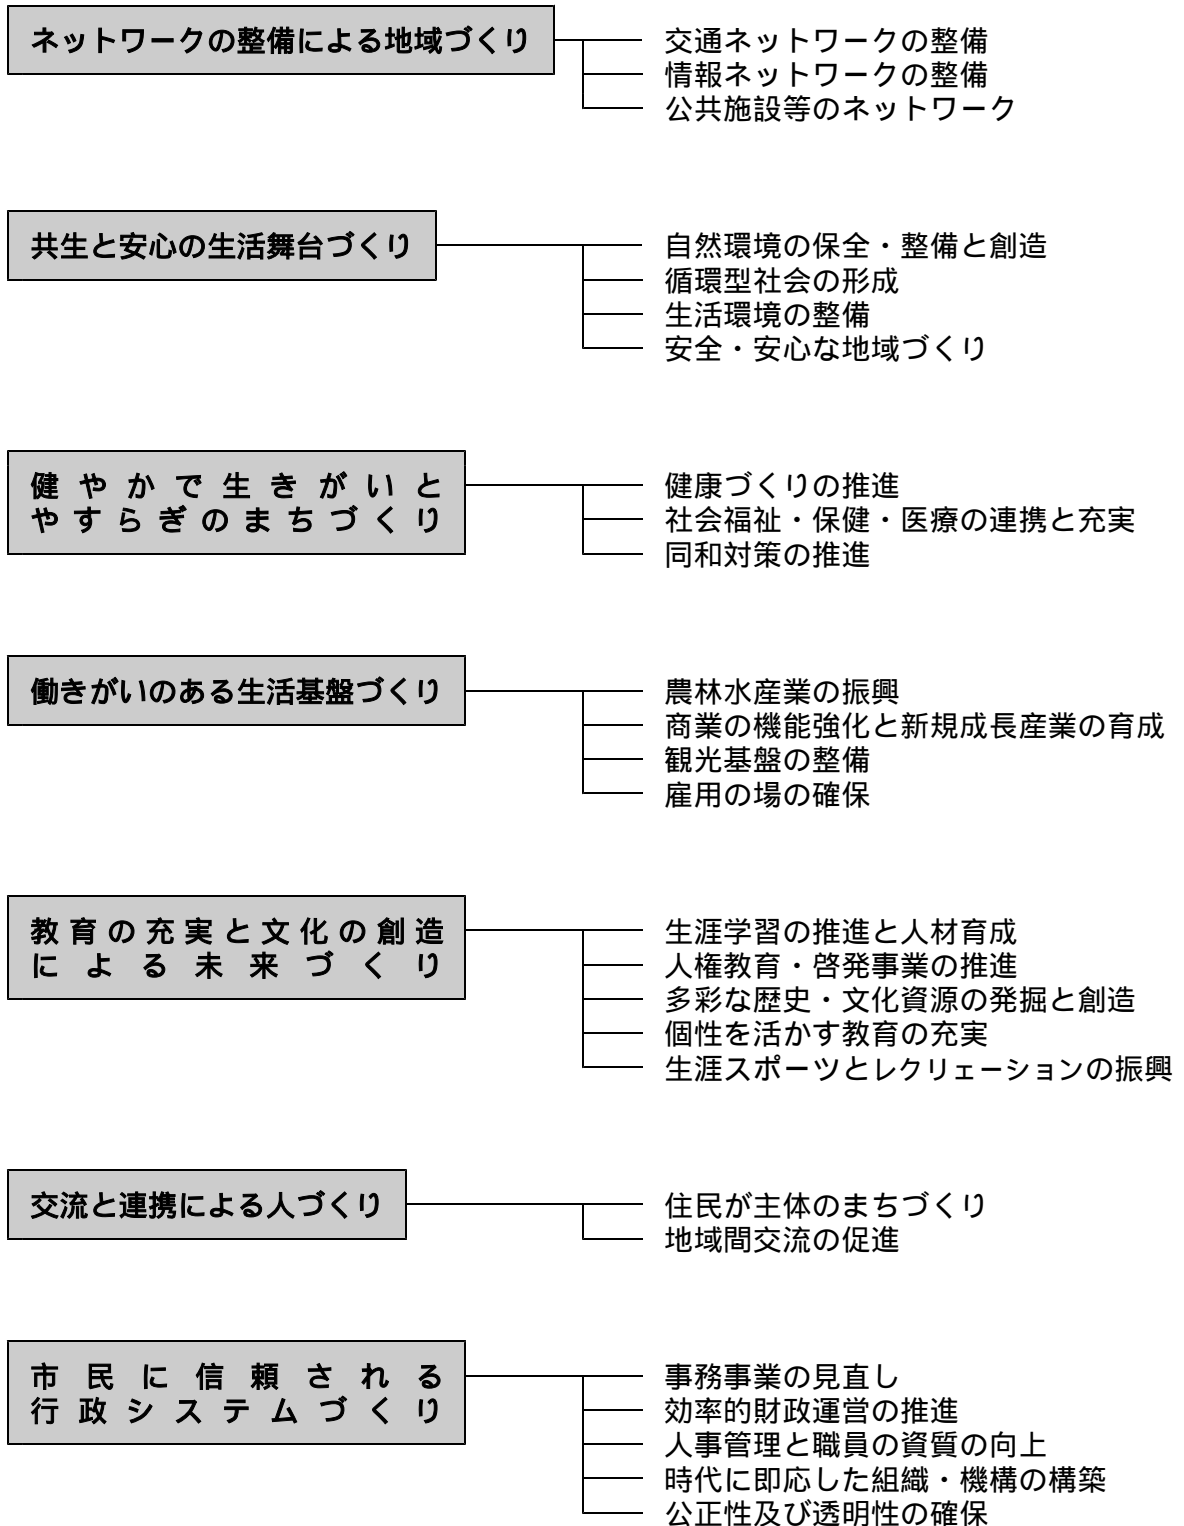 ネットワークの整備による地域づくり
交通ネットワークの整備
情報ネットワークの整備
公共施設等のネットワーク
共生と安心の生活舞台づくり
自然環境の保全・整備と創造
循環型社会の形成
生活環境の整備
安全・安心な地域づくり
健やかで生きがいと
やすらぎのまちづくり
健康づくりの推進
社会福祉・保健・医療の連携と充実
同和対策の推進
働きがいのある生活基盤づくり
農林水産業の振興
商業の機能強化と新規成長産業の育成
観光基盤の整備
雇用の場の確保
教育の充実と文化の創造
による未来づくり
生涯学習の推進と人材育成
人権教育・啓発事業の推進
多彩な歴史・文化資源の発掘と創造
個性を活かす教育の充実
生涯スポーツとレクリェーションの振興
交流と連携による人づくり
住民が主体のまちづくり
地域間交流の促進
市民に信頼される
行政システムづくり
事務事業の見直し
効率的財政運営の推進
人事管理と職員の資質の向上
時代に即応した組織・機構の構築
公正性及び透明性の確保